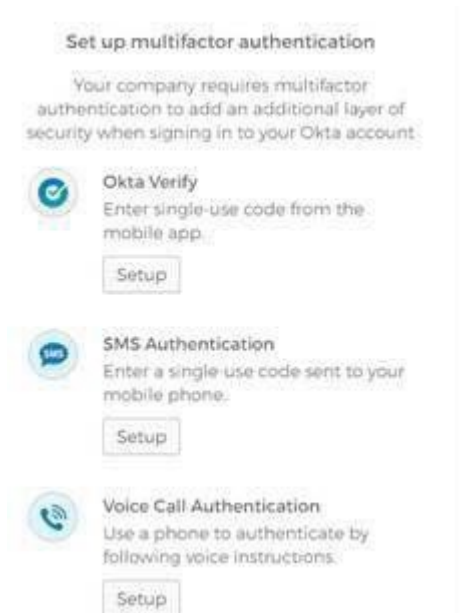 Set up multifactor authentication
Your company requires multifactor
authentication to add an additional layer of
security when signing in to your Okta account
Okta Verify
Enter single-use code from the
mobile app.
Setup
SMS
SMS Authentication
Enter a single-use code sent to your
mobile phone.
Setup
Voice Call Authentication
Use a phone to authenticate by
following voice instructions.
Setup